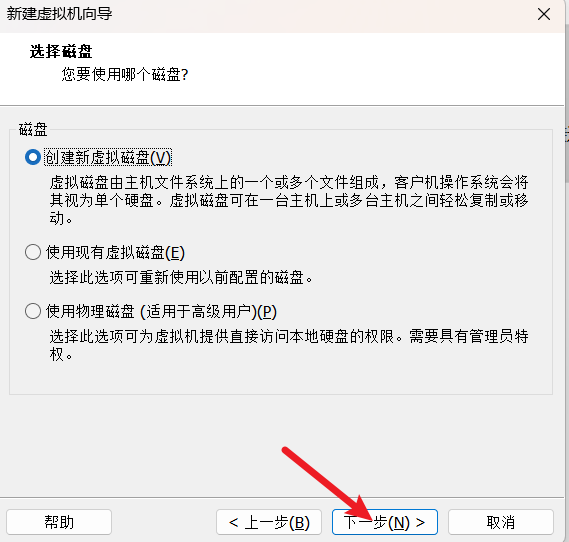 新建虚拟机向导
选择磁盘
您要使用哪个磁盘?
磁盘
创建新虚拟磁盘(V)
虚拟磁盘由主机文件系统上的一个或多个文件组成，客户机操作系统会将
其视为单个硬盘。虚拟磁盘可在一台主机上或多台主机之间轻松复制或移
动。
使用现有虚拟磁盘(E)
选择此选项可重新使用以前配置的磁盘。
使用物理磁盘 (适用于高级用户)(P)
选择此选项可为虚拟机提供直接访问本地硬盘的权限。需要具有管理员特
权。
帮助
< 上一步(B)
下一步(N) >
取消